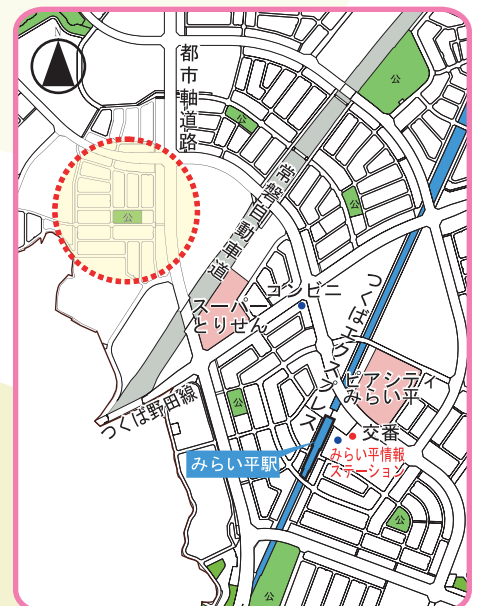 都市軸道路
公
公
公
公
常磐自動車道
つくばエクスプレス
コンビニ
スーパー
とりせん
ピアシティ
みらい平
つくば野田線
公
交番
みらい平情報
ステーション
みらい平駅
公
公